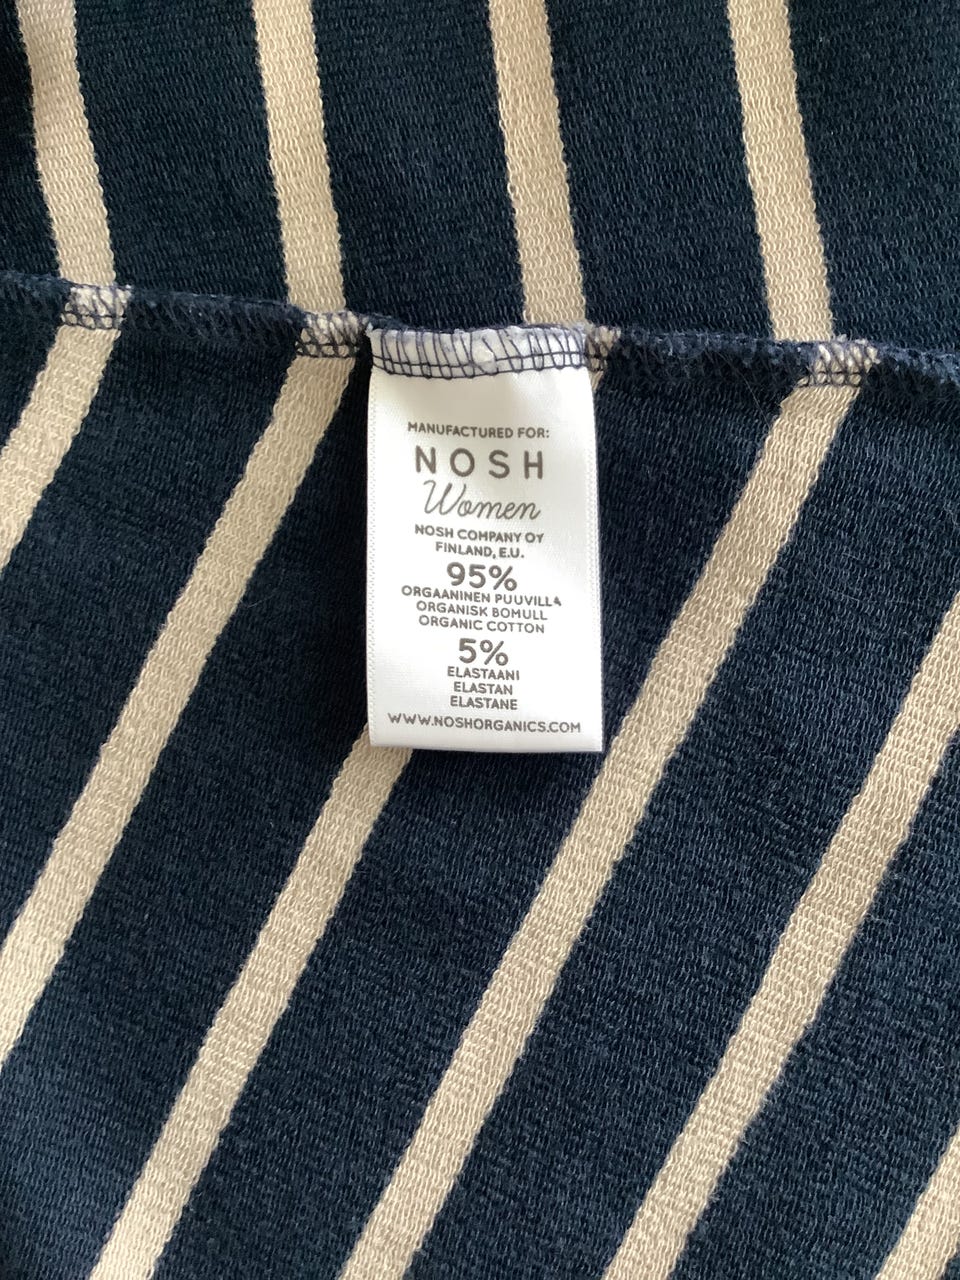 MANUFACTURED FOR:
NOSH
Women
NOSH COMPANY OY
FINLAND, E.U.
95%
ORGAANINEN PUUVILLA
ORGANISK BOMULL
ORGANIC COTTON
5%
ELASTAANI
ELASTAN
ELASTANE
WWW.NOSHORGANICS.COM